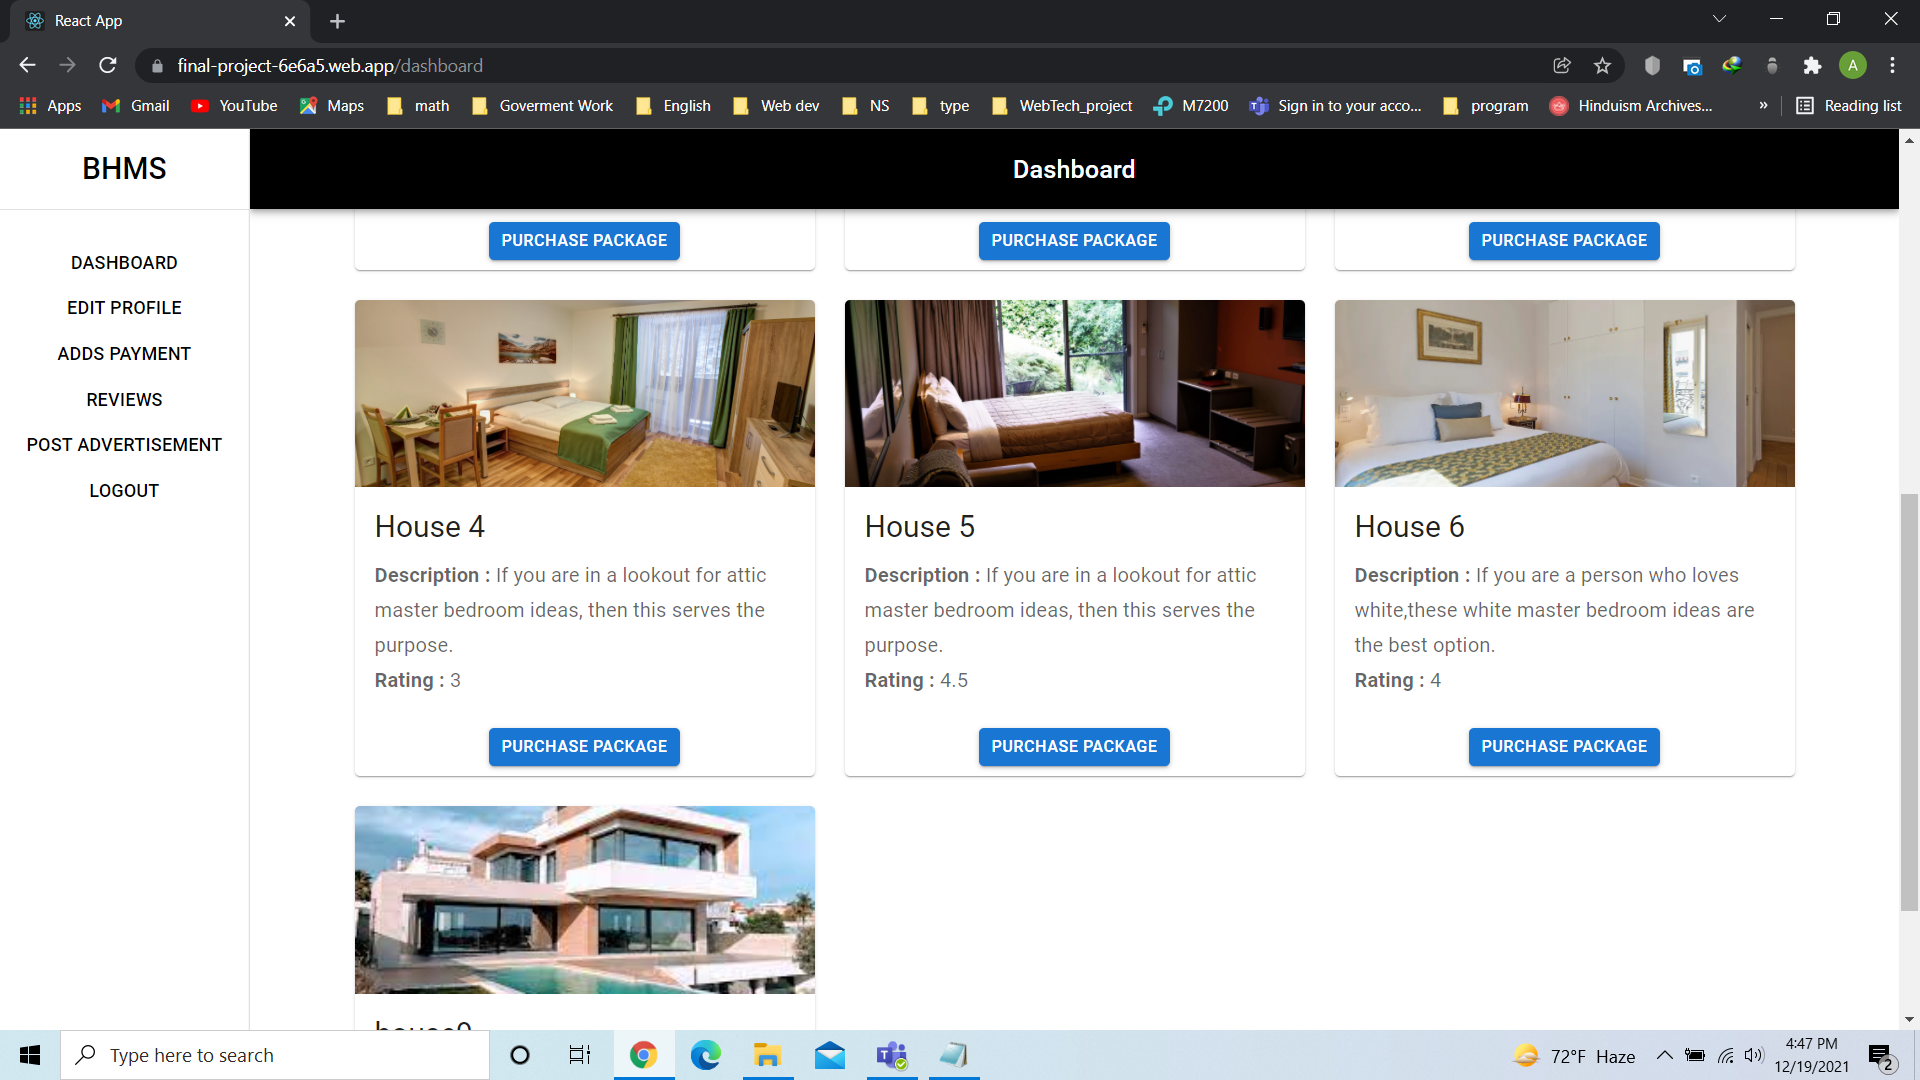 React App
final-project-6e6a5.web.app/dashboard
A
Apps Gmail YouTube Maps math Goverment Work English Web dev NS type WebTech_project M7200 Sign in to your acco... program Hinduism Archives... » Reading list
BHMS
Dashboard
DASHBOARD
EDIT PROFILE
ADDS PAYMENT
REVIEWS
POST ADVERTISEMENT
LOGOUT
PURCHASE PACKAGE PURCHASE PACKAGE PURCHASE PACKAGE
House 4
Description : If you are in a lookout for attic
master bedroom ideas, then this serves the
purpose.
Rating : 3
PURCHASE PACKAGE
House 5
Description : If you are in a lookout for attic
master bedroom ideas, then this serves the
purpose.
Rating : 4.5
PURCHASE PACKAGE
House 6
Description : If you are a person who loves
white,these white master bedroom ideas are
the best option.
Rating : 4
PURCHASE PACKAGE
house9
Type here to search
72°F Haze
4:47 PM
12/19/2021
2